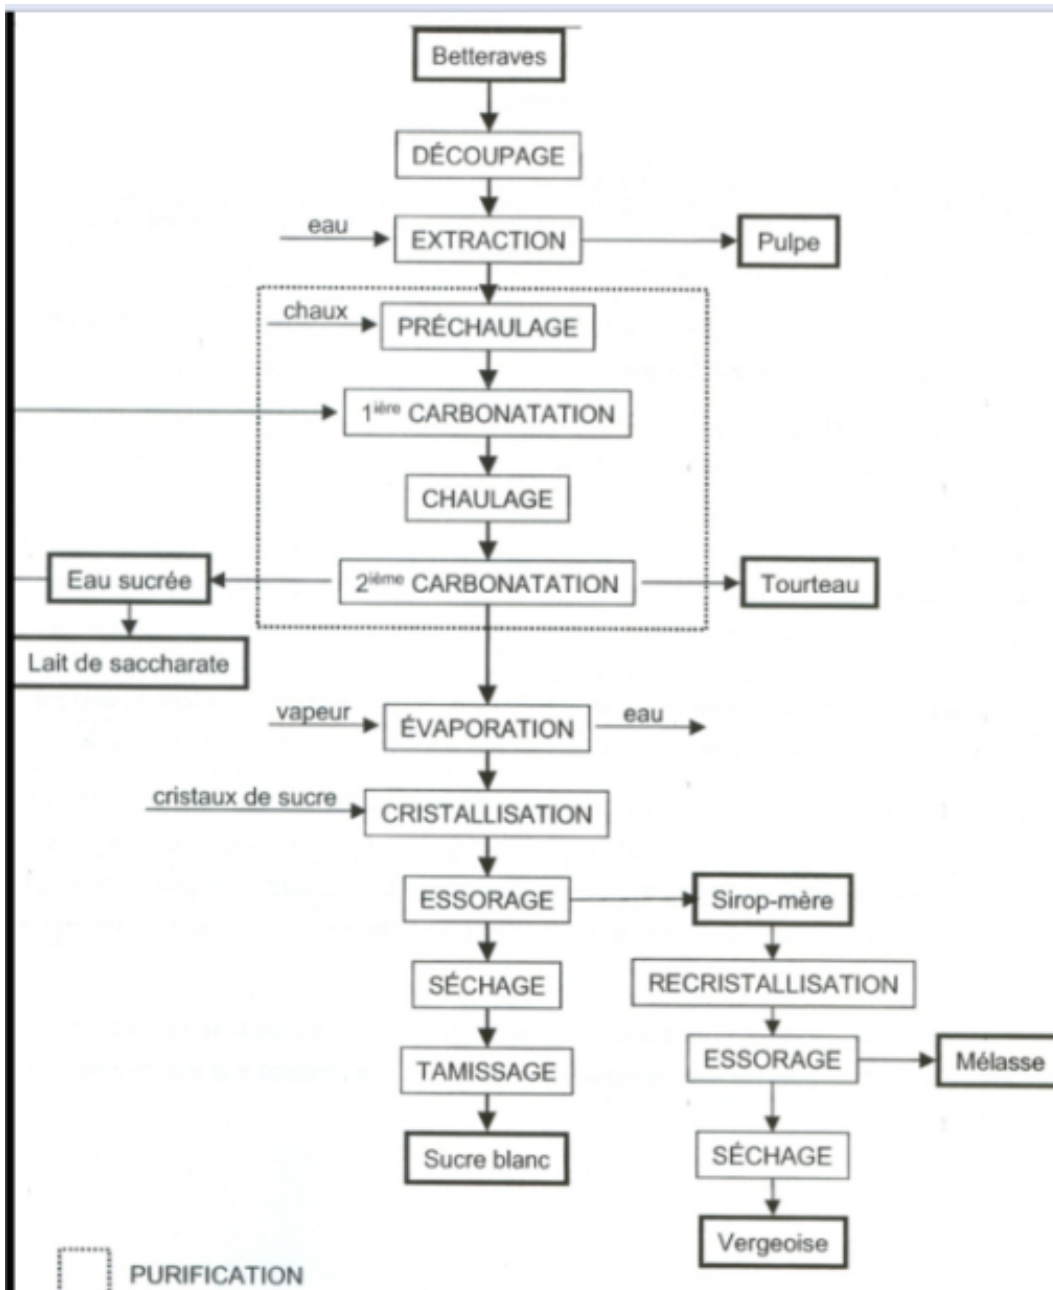 Betteraves
DÉCOUPAGE
eau
EXTRACTION
Pulpe
chaux
PRÉCHAULAGE
1ière CARBONATATION
CHAULAGE
Eau sucrée
2ième CARBONATATION
Tourteau
Lait de saccharate
vapeur
ÉVAPORATION
eau
cristaux de sucre
CRISTALLISATION
ESSORAGE
Sirop-mère
SÉCHAGE
RECRISTALLISATION
TAMISSAGE
ESSORAGE
Mélasse
Sucre blanc
SÉCHAGE
Vergeoise
PURIFICATION